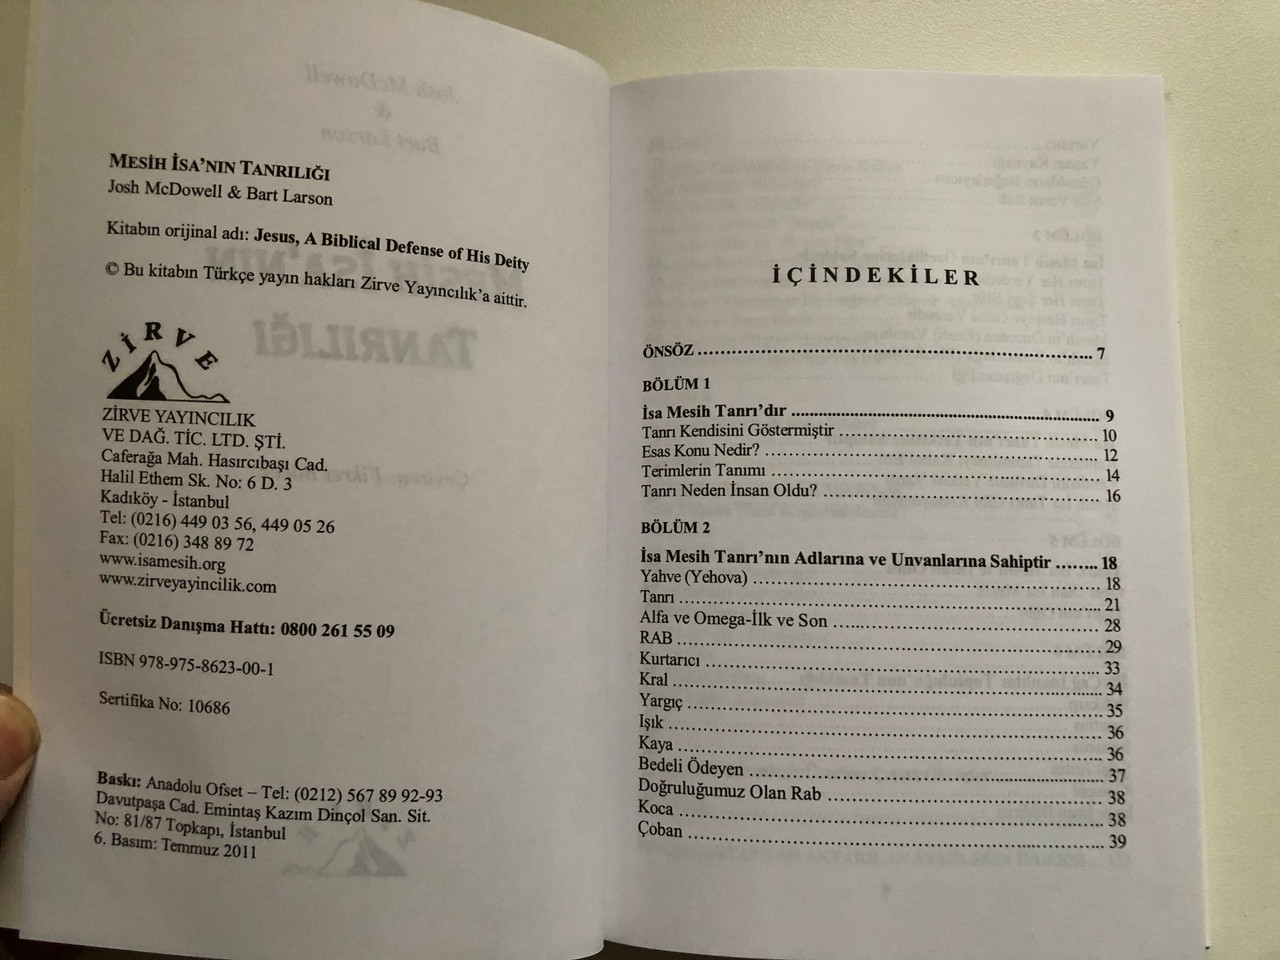 MESİH İSA’NIN TANRILIĞI
Josh McDowell & Bart Larson
Kitabın orijinal adı: Jesus, A Biblical Defense of His Deity
© Bu kitabın Türkçe yayın hakları Zirve Yayıncılık’a aittir.
ZİRVE
ZİRVE YAYINCILIK
VE DAĞ. TİC. LTD. ŞTİ.
Caferağa Mah. Hasırcıbaşı Cad.
Halil Ethem Sk. No: 6 D. 3
Kadıköy - İstanbul
Tel: (0216) 449 03 56, 449 05 26
Fax: (0216) 348 89 72
www.isamesih.org
www.zirveyayincilik.com
Ücretsiz Danışma Hattı: 0800 261 55 09
ISBN 978-975-8623-00-1
Sertifika No: 10686
Baskı: Anadolu Ofset – Tel: (0212) 567 89 92-93
Davutpaşa Cad. Emintaş Kazım Dinçol San. Sit.
No: 81/87 Topkapı, İstanbul
6. Basım: Temmuz 2011
İÇİNDEKİLER
ÖNSÖZ ........ 7
BÖLÜM 1
İsa Mesih Tanrı’dır ........ 9
Tanrı Kendisini Göstermiştir ........ 10
Esas Konu Nedir? ........ 12
Terimlerin Tanımı ........ 14
Tanrı Neden İnsan Oldu? ........ 16
BÖLÜM 2
İsa Mesih Tanrı’nın Adlarına ve Unvanlarına Sahiptir ........ 18
Yahve (Yehova) ........ 18
Tanrı ........ 21
Alfa ve Omega-İlk ve Son ........ 28
RAB ........ 29
Kurtarıcı ........ 33
Kral ........ 34
Yargıç ........ 35
Işık ........ 36
Kaya ........ 36
Bedeli Ödeyen ........ 37
Doğruluğumuz Olan Rab ........ 38
Koca ........ 38
Çoban ........ 39